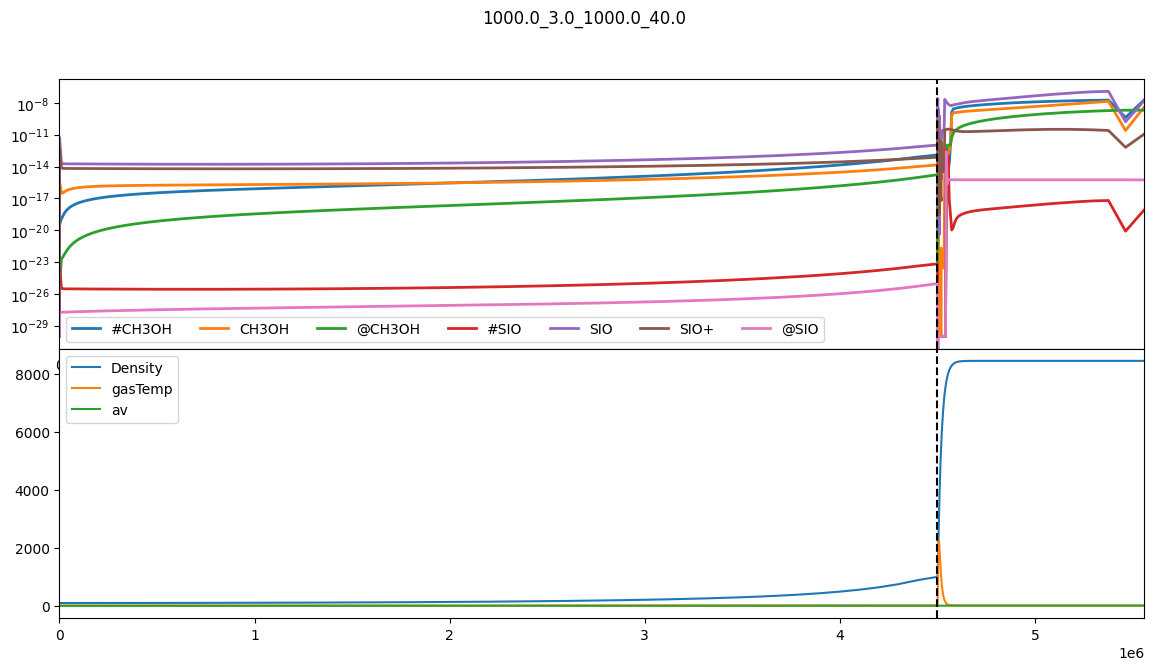 1000.0_3.0_1000.0_40.0
10^-8
10^-11
10^-14
10^-17
10^-20
10^-23
10^-26
10^-29
#CH3OH CH3OH @CH3OH #SIO SIO SIO+ @SIO
8000
6000
4000
2000
0
Density
gasTemp
av
0 1 2 3 4 5
1e6